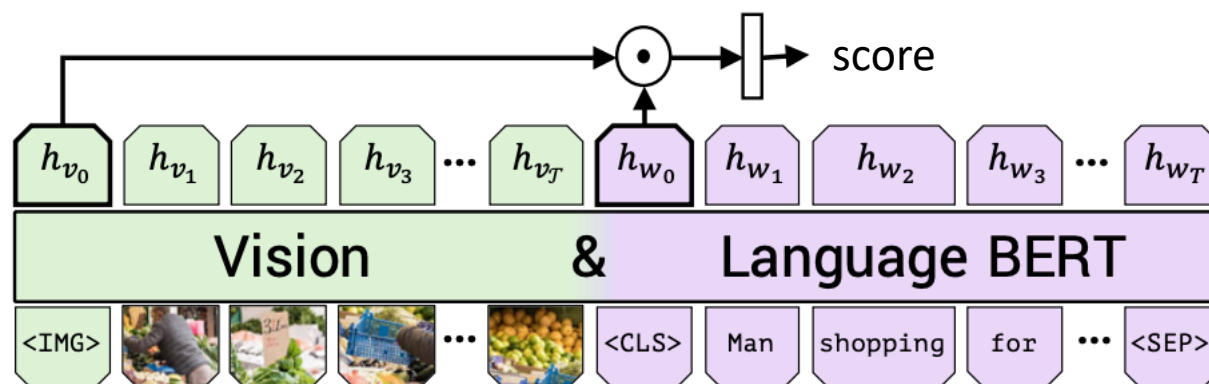 score
h_{v_0} h_{v_1} h_{v_2} h_{v_3} ••• h_{v_𝒯} h_{w_0} h_{w_1} h_{w_2} h_{w_3} ••• h_{w_T}
Vision & Language BERT
<IMG> ••• <CLS> Man shopping for ••• <SEP>